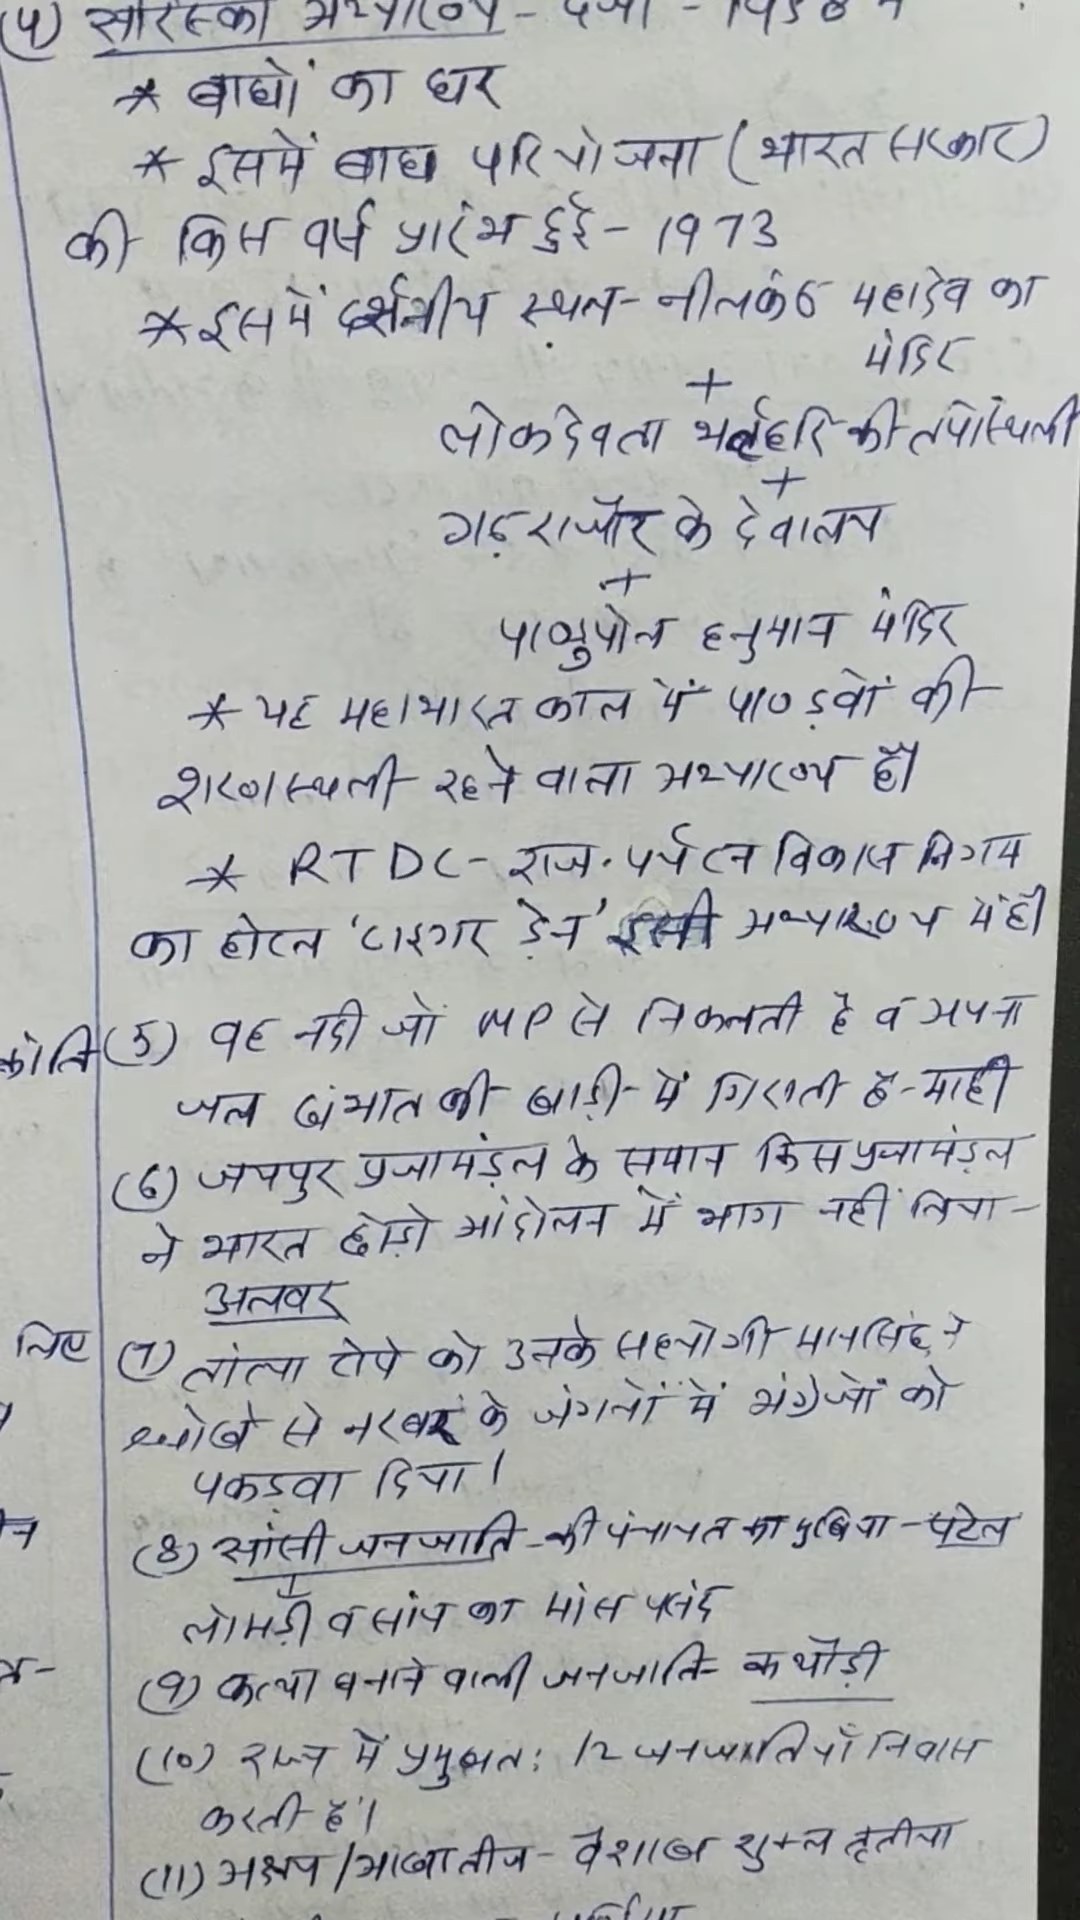 (4) सारिस्का अभ्यारण्य -
* बाघों का घर
* इसमें बाघ परियोजना (भारत सरकार)
की किस वर्ष प्रारंभ हुई - 1973
* इसमें दर्शनीय स्थल - नीलकंठ महादेव का
मंदिर
+
लोकदेवता भर्तृहरि की तपोस्थली
+
गढ़ राजौर के देवालय
+
पाण्डुपोल हनुमान मंदिर
* यह महाभारत काल में पाण्डवों की
शरणस्थली रहने वाला अभ्यारण्य है।
* RTDC - राज. पर्यटन विकास निगम
का होटल 'टाइगर डेन' इसी अभ्यारण्य में है।
(5) वह नदी जो MP से निकलती है व अपना
जल खंभात की खाड़ी में गिराती है - माही
(6) जयपुर प्रजामंडल के समान किस प्रजामंडल
ने भारत छोड़ो आंदोलन में भाग नहीं लिया -
अलवर
लिए
(7) तांत्या टोपे को उनके सहयोगी मानसिंह ने
धोखे से नरवर के जंगलों में अंग्रेजों को
पकड़वा दिया।
(8) सांसी जनजाति - की पंचायत का मुखिया - पटेल
लोमड़ी व सांप का मांस पसंद
(9) कत्था बनाने वाली जनजाति - कथौड़ी
(10) राज्य में प्रमुखत: 12 जनजातियाँ निवास
करती हैं।
(11) अक्षय / आखातीज - वैशाख शुक्ल तृतीया